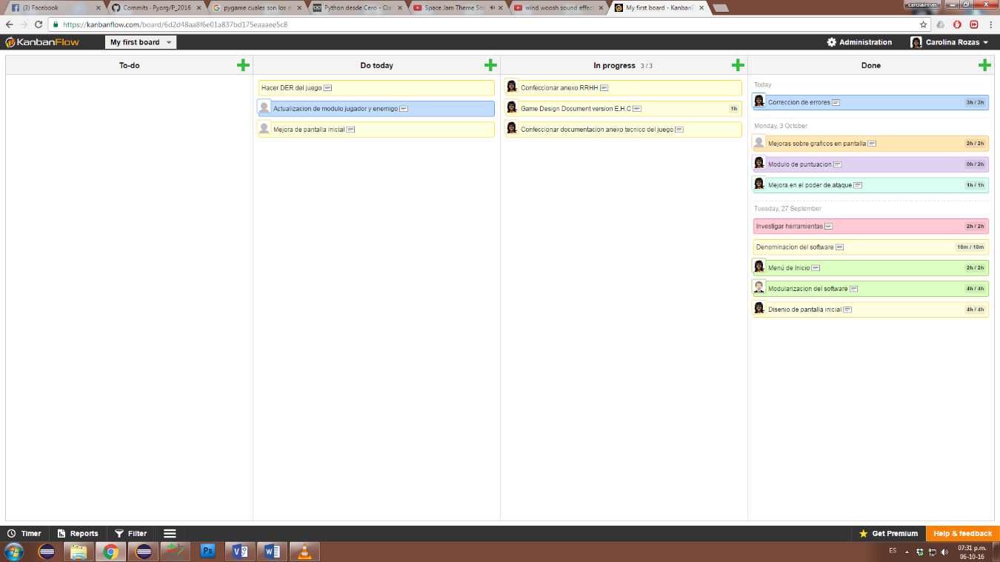 (3) Facebook
Commits · Pyorg/P_2016
pygame cuales son los a
Python desde Cero - Cla
Space Jam Theme So
wind woosh sound effec
My first board - KanbanF
carolainnas
https://kanbanflow.com/board/6d2d48aa8f6e01a837bd175eaaaee5c8
KanbanFlow
My first board
Administration
Carolina Rozas
To-do
Do today
In progress 3 / 3
Done
Hacer DER del juego
Actualizacion de modulo jugador y enemigo
Mejora de pantalla inicial
Confeccionar anexo RRHH
Game Design Document version E.H.C 1h
Confeccionar documentacion anexo tecnico del juego
Today
Correccion de errores 3h / 3h
Monday, 3 October
Mejoras sobre graficos en pantalla 2h / 2h
Modulo de puntuacion 0h / 2h
Mejora en el poder de ataque 1h / 1h
Tuesday, 27 September
Investigar herramientas 2h / 2h
Denominacion del software 10m / 10m
Menú de Inicio 2h / 2h
Modularizacion del software 4h / 4h
Disenio de pantalla inicial 4h / 4h
Timer
Reports
Filter
Get Premium
Help & feedback
Ps
ES
07:31 p.m.
06-10-16